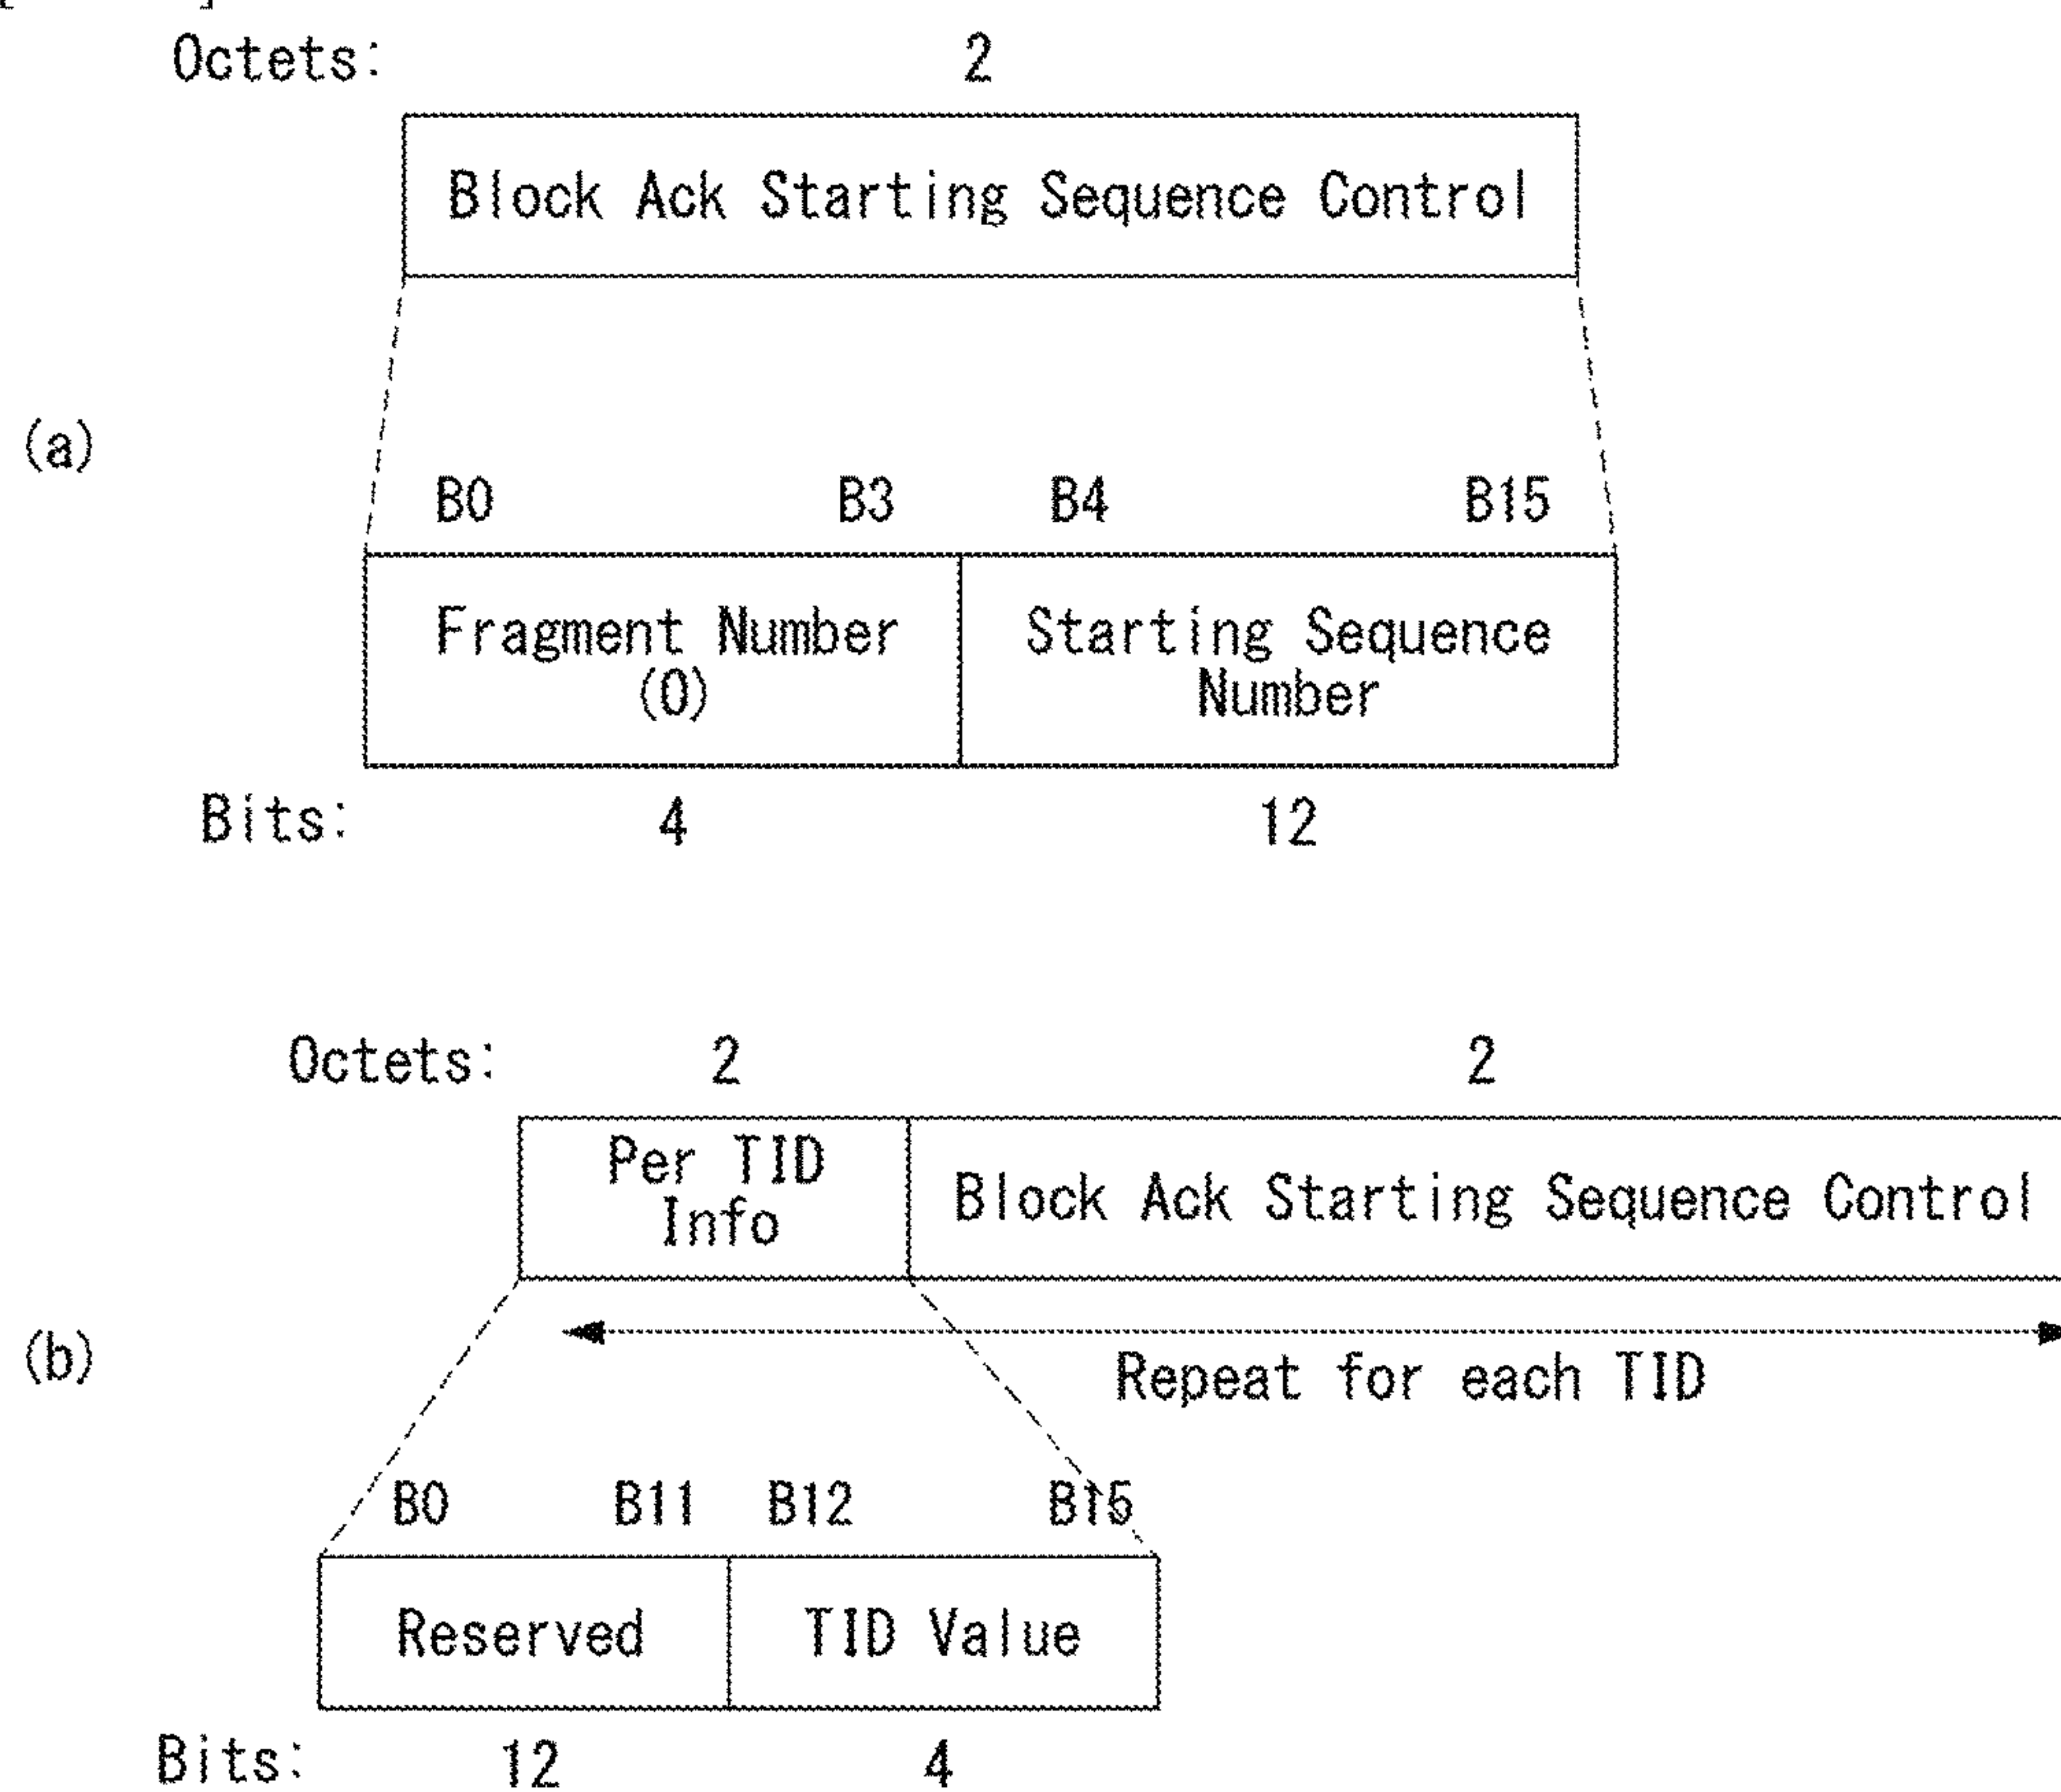 Octets: 2
Block Ack Starting Sequence Control
(a)
B0 B3 B4 B15
Fragment Number (0)
Starting Sequence Number
Bits: 4 12
Octets: 2 2
Per TID Info
Block Ack Starting Sequence Control
(b)
Repeat for each TID
B0 B11 B12 B15
Reserved TID Value
Bits: 12 4